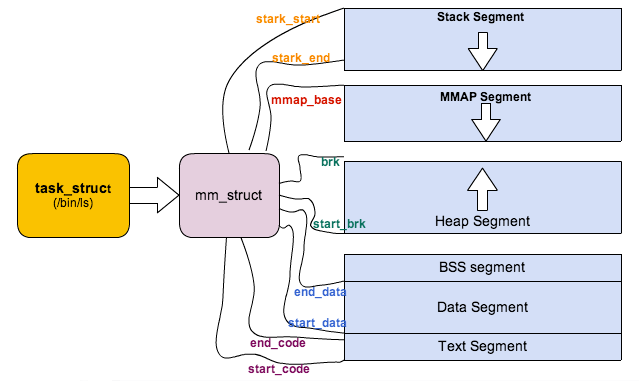 stark_start
Stack Segment
stark_end
mmap_base
MMAP Segment
brk
task_struct
(/bin/ls)
mm_struct
start_brk
Heap Segment
BSS segment
end_data
Data Segment
start_data
end_code
Text Segment
start_code